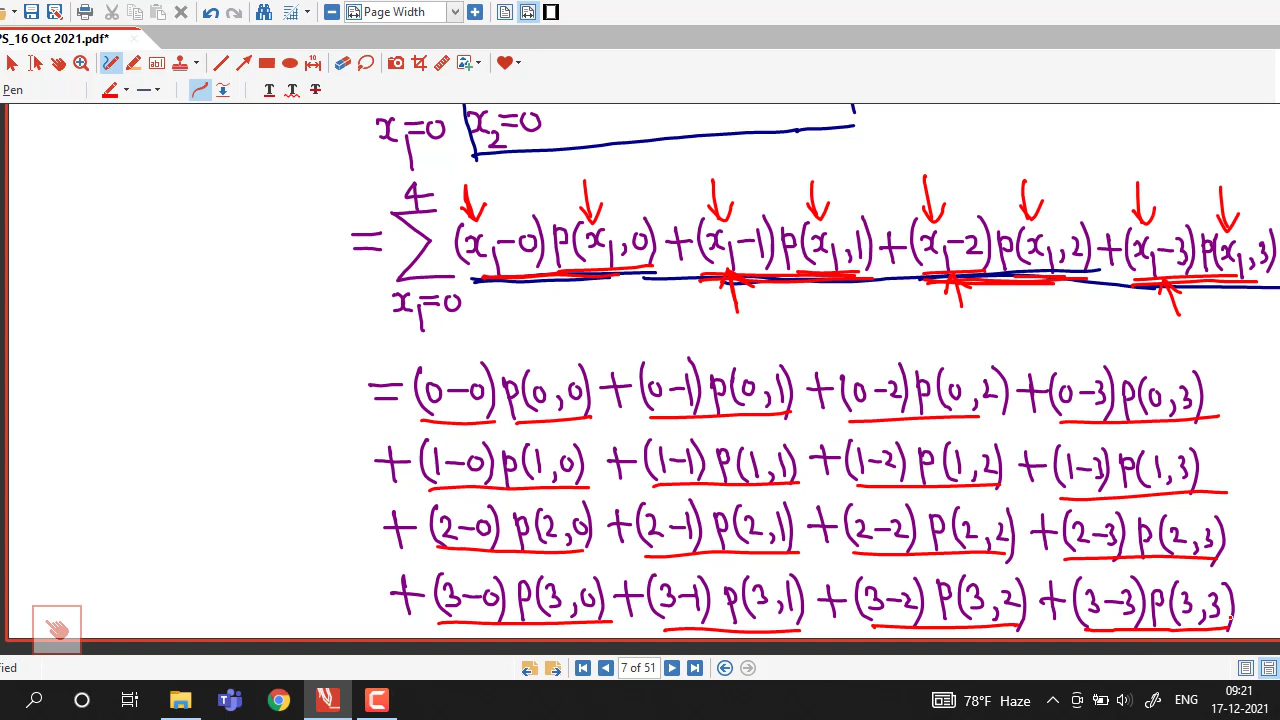 Page Width
PS_16 Oct 2021.pdf*
Pen
x₁=0 x₂=0
4
= ∑ (x₁-0)p(x₁,0)+(x₁-1)p(x₁,1)+(x₁-2)p(x₁,2)+(x₁-3)p(x₁,3)
x₁=0
=(0-0)p(0,0)+(0-1)p(0,1)+(0-2)p(0,2)+(0-3)p(0,3)
+(1-0)p(1,0)+(1-1)p(1,1)+(1-2)p(1,2)+(1-3)p(1,3)
+(2-0)p(2,0)+(2-1)p(2,1)+(2-2)p(2,2)+(2-3)p(2,3)
+(3-0)p(3,0)+(3-1)p(3,1)+(3-2)p(3,2)+(3-3)p(3,3)
fied
7 of 51
78°F Haze
ENG
09:21
17-12-2021